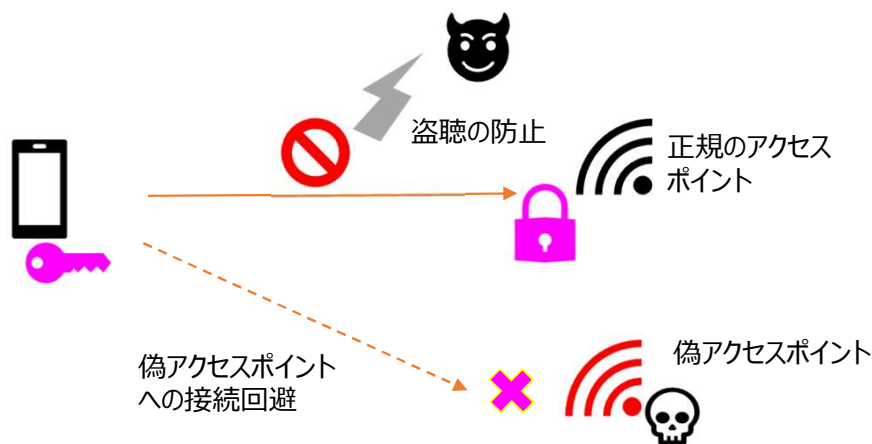 盗聴の防止
正規のアクセス
ポイント
偽アクセスポイント
への接続回避
偽アクセスポイント